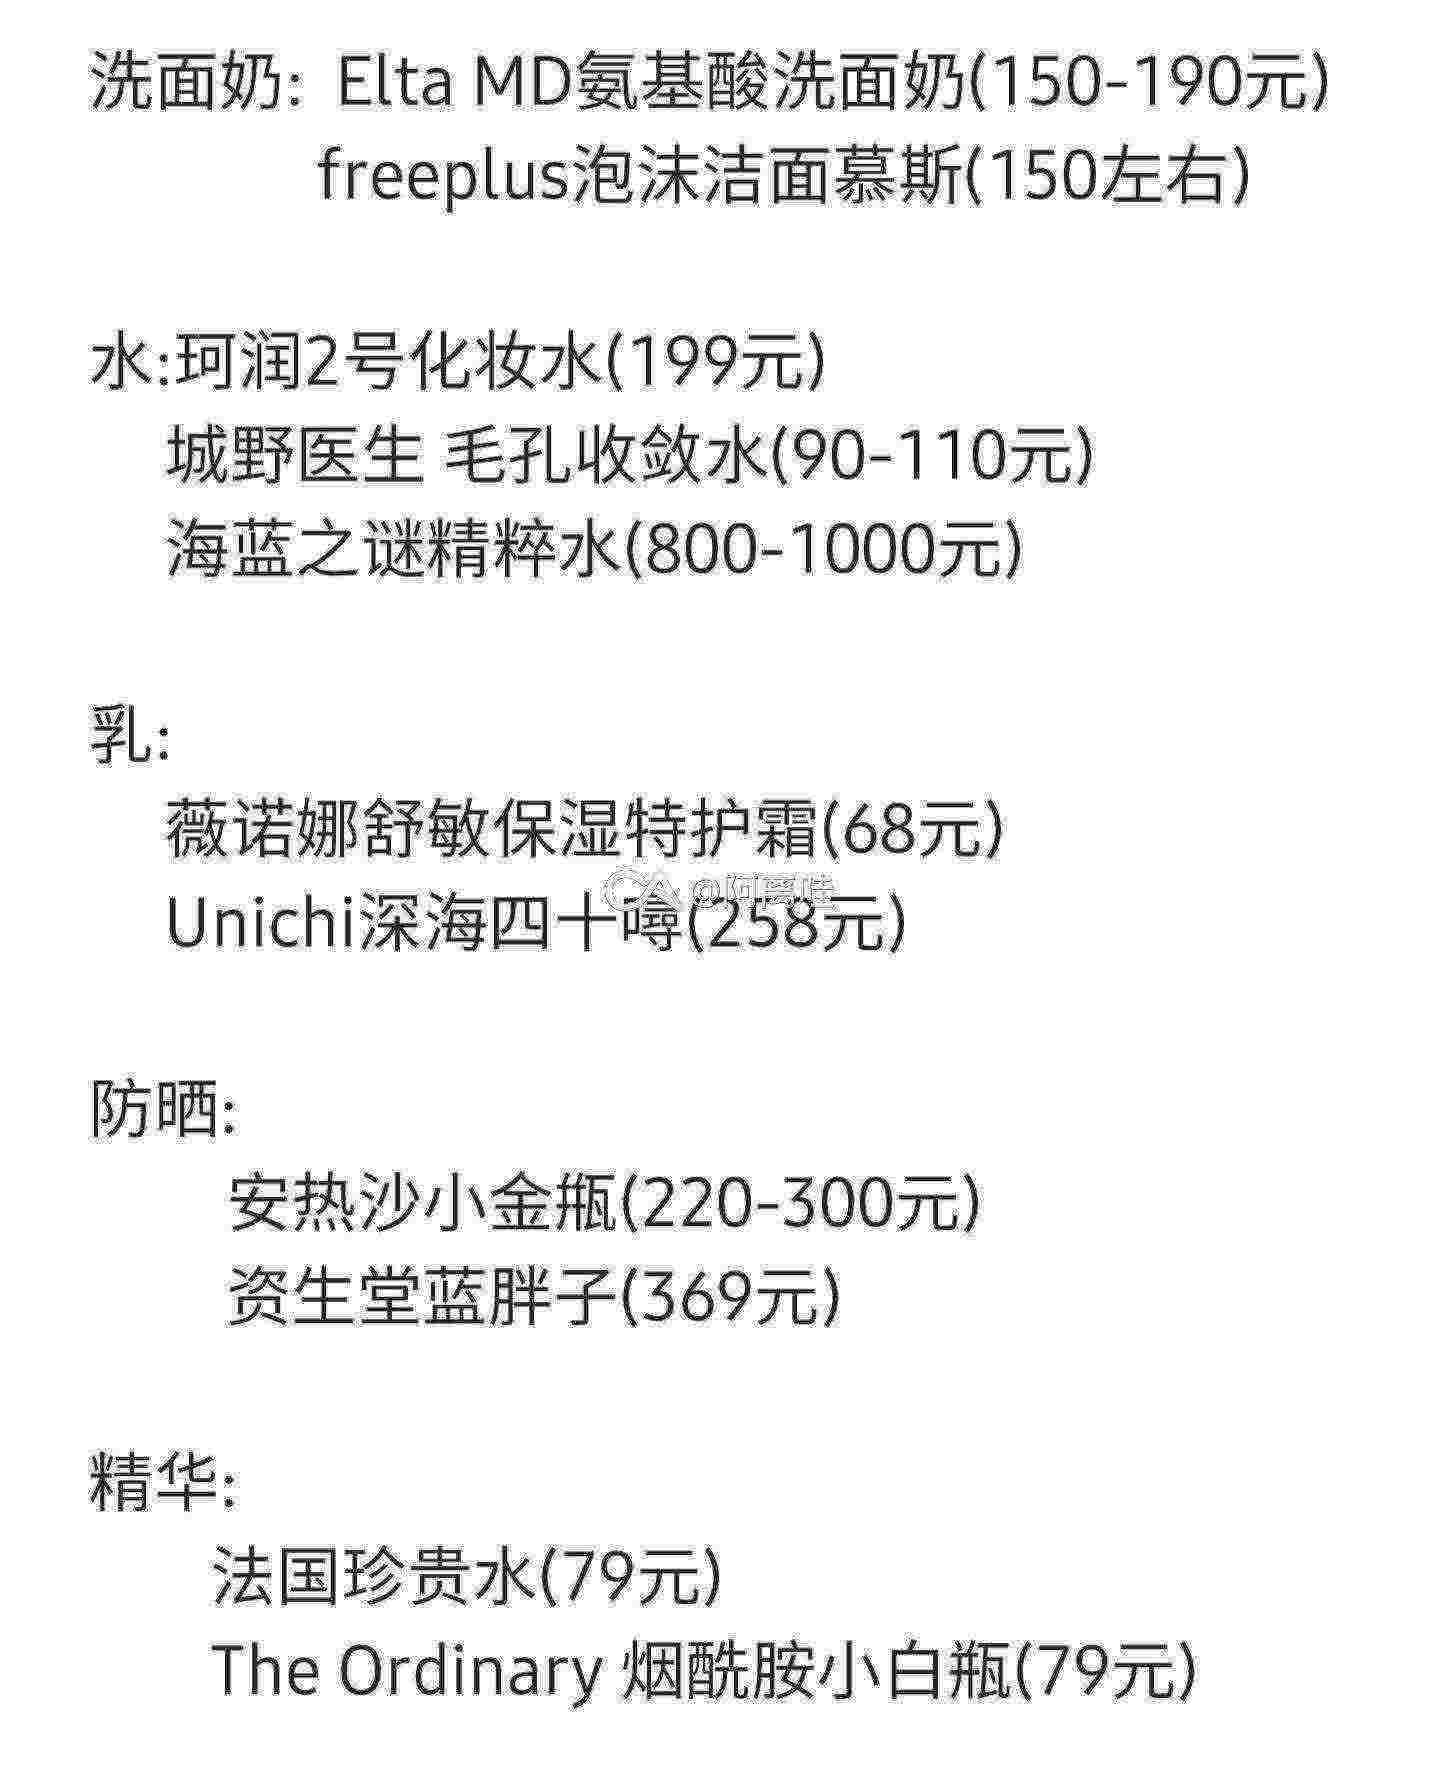 洗面奶：Elta MD氨基酸洗面奶(150-190元)
freeplus泡沫洁面慕斯(150左右)
水:珂润2号化妆水(199元)
城野医生 毛孔收敛水(90-110元)
海蓝之谜精粹水(800-1000元)
乳:
薇诺娜舒敏保湿特护霜(68元)
@阿离哇
Unichi深海四十噚(258元)
防晒:
安热沙小金瓶(220-300元)
资生堂蓝胖子(369元)
精华:
法国珍贵水(79元)
The Ordinary 烟酰胺小白瓶(79元)